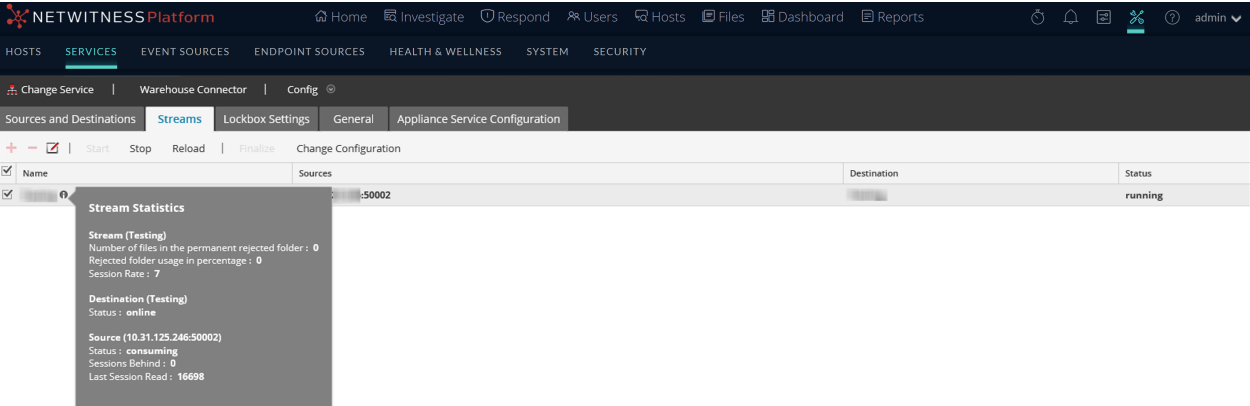 NETWITNESS Platform Home Investigate Respond Users Hosts Files Dashboard Reports admin
HOSTS SERVICES EVENT SOURCES ENDPOINT SOURCES HEALTH & WELLNESS SYSTEM SECURITY
Change Service | Warehouse Connector | Config
Sources and Destinations Streams Lockbox Settings General Appliance Service Configuration
Start Stop Reload | Finalize Change Configuration
Name Sources Destination Status
:50002 running
Stream Statistics
Stream (Testing)
Number of files in the permanent rejected folder : 0
Rejected folder usage in percentage : 0
Session Rate : 7
Destination (Testing)
Status : online
Source (10.31.125.246:50002)
Status : consuming
Sessions Behind : 0
Last Session Read : 16698